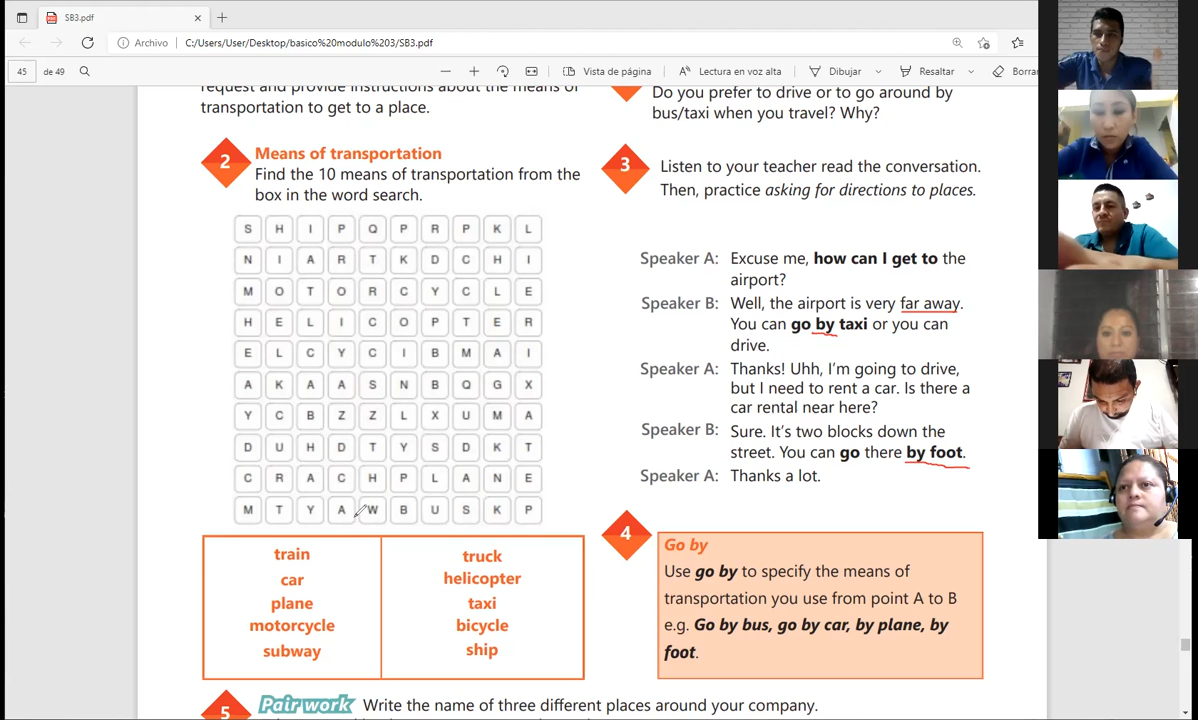 SB3.pdf
Archivo C:/Users/User/Desktop/basico%20modulo%203/SB3.pdf
45 de 49 Vista de página Lectura en voz alta Dibujar Resaltar Borrar
request and provide instructions about the means of
transportation to get to a place.
2 Means of transportation
Find the 10 means of transportation from the
box in the word search.
S H I P Q P R P K L
N I A R T K D C H I
M O T O R C Y C L E
H E L I C O P T E R
E L C Y C I B M A I
A K A A S N B Q G X
Y C B Z Z L X U M A
D U H D T Y S D K T
C R A C H P L A N E
M T Y A W B U S K P
train truck
car helicopter
plane taxi
motorcycle bicycle
subway ship
Do you prefer to drive or to go around by
bus/taxi when you travel? Why?
3 Listen to your teacher read the conversation.
Then, practice asking for directions to places.
Speaker A: Excuse me, how can I get to the
airport?
Speaker B: Well, the airport is very far away.
You can go by taxi or you can
drive.
Speaker A: Thanks! Uhh, I'm going to drive,
but I need to rent a car. Is there a
car rental near here?
Speaker B: Sure. It's two blocks down the
street. You can go there by foot.
Speaker A: Thanks a lot.
4 Go by
Use go by to specify the means of
transportation you use from point A to B
e.g. Go by bus, go by car, by plane, by
foot.
5 Pair work Write the name of three different places around your company.